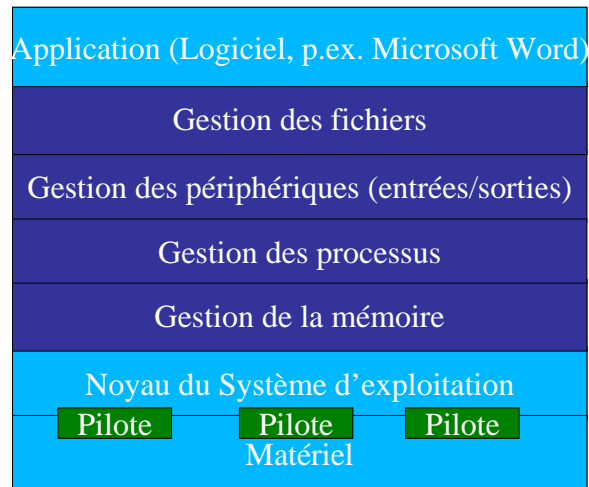 Application (Logiciel, p.ex. Microsoft Word)
Gestion des fichiers
Gestion des périphériques (entrées/sorties)
Gestion des processus
Gestion de la mémoire
Noyau du Système d’exploitation
Pilote Pilote Pilote
Matériel